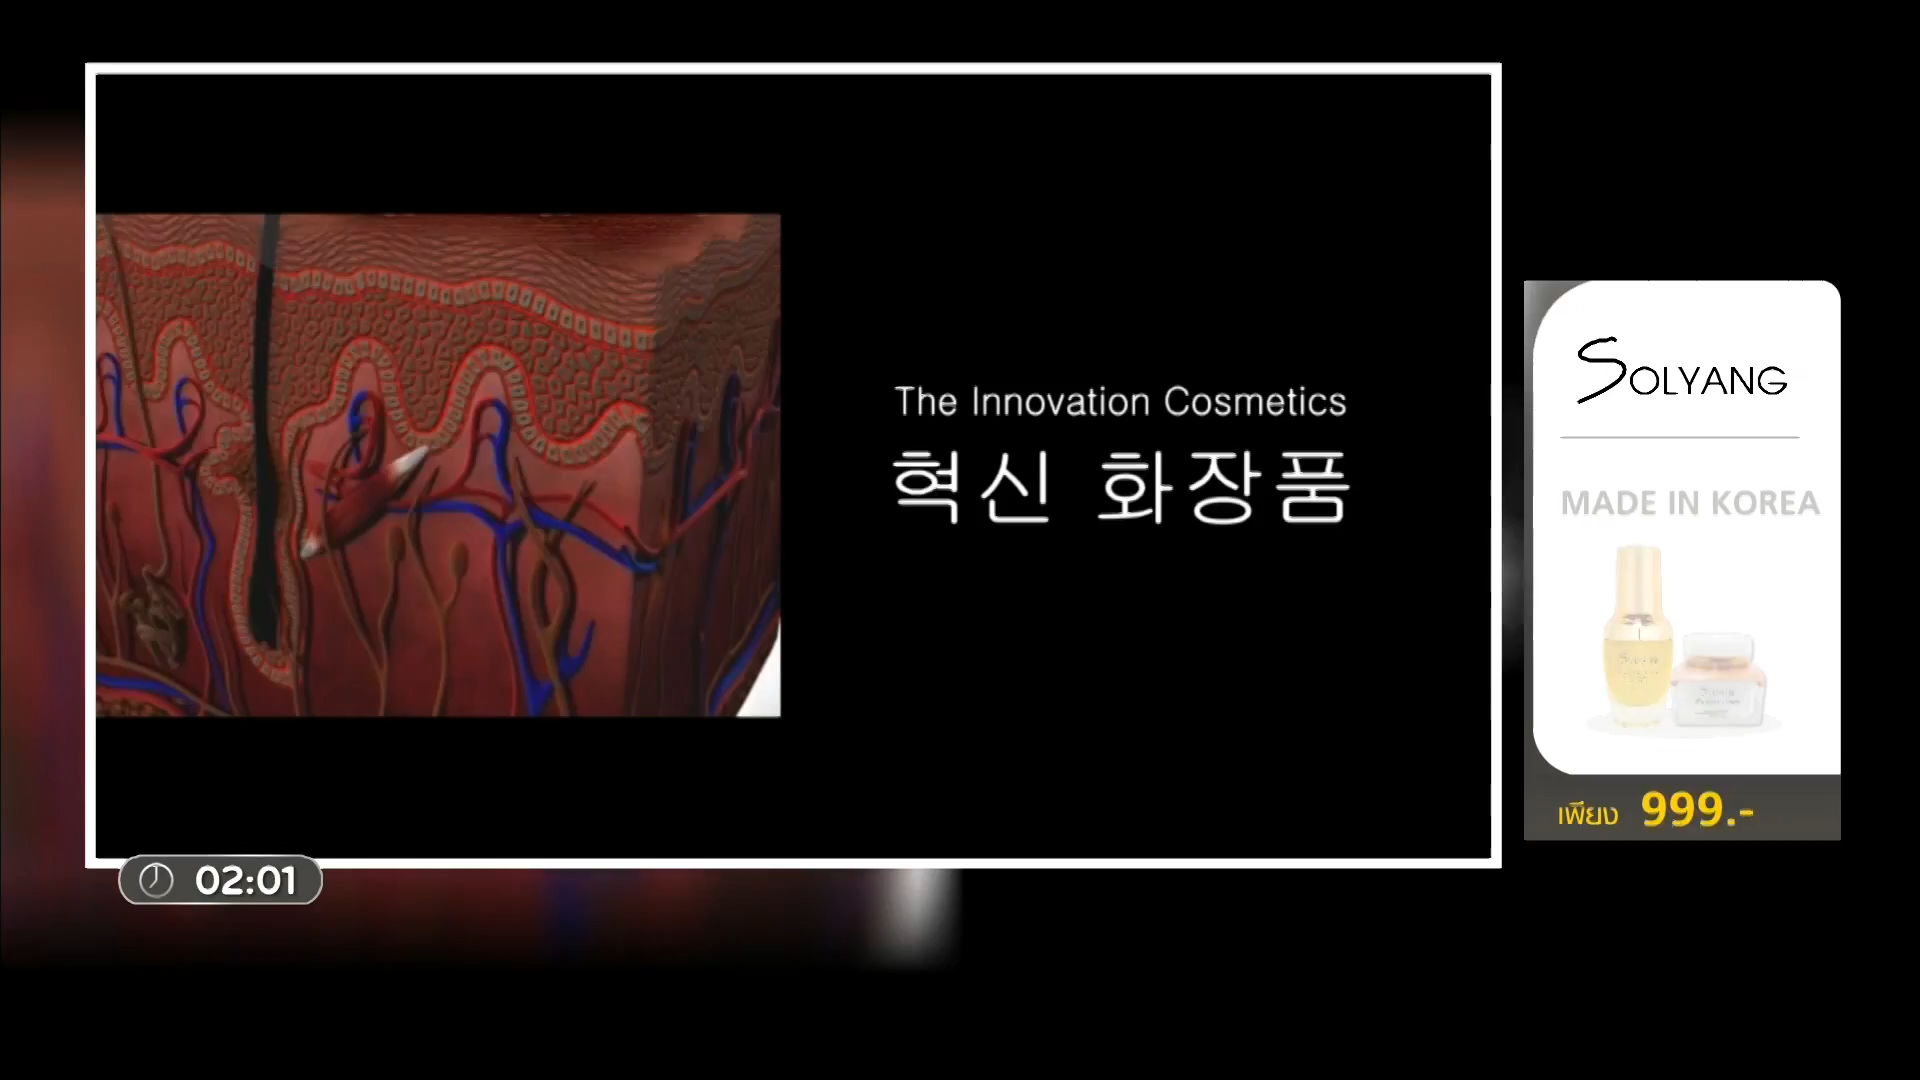 The Innovation Cosmetics
혁신 화장품
SOLYANG
MADE IN KOREA
เพียง 999.-
02:01